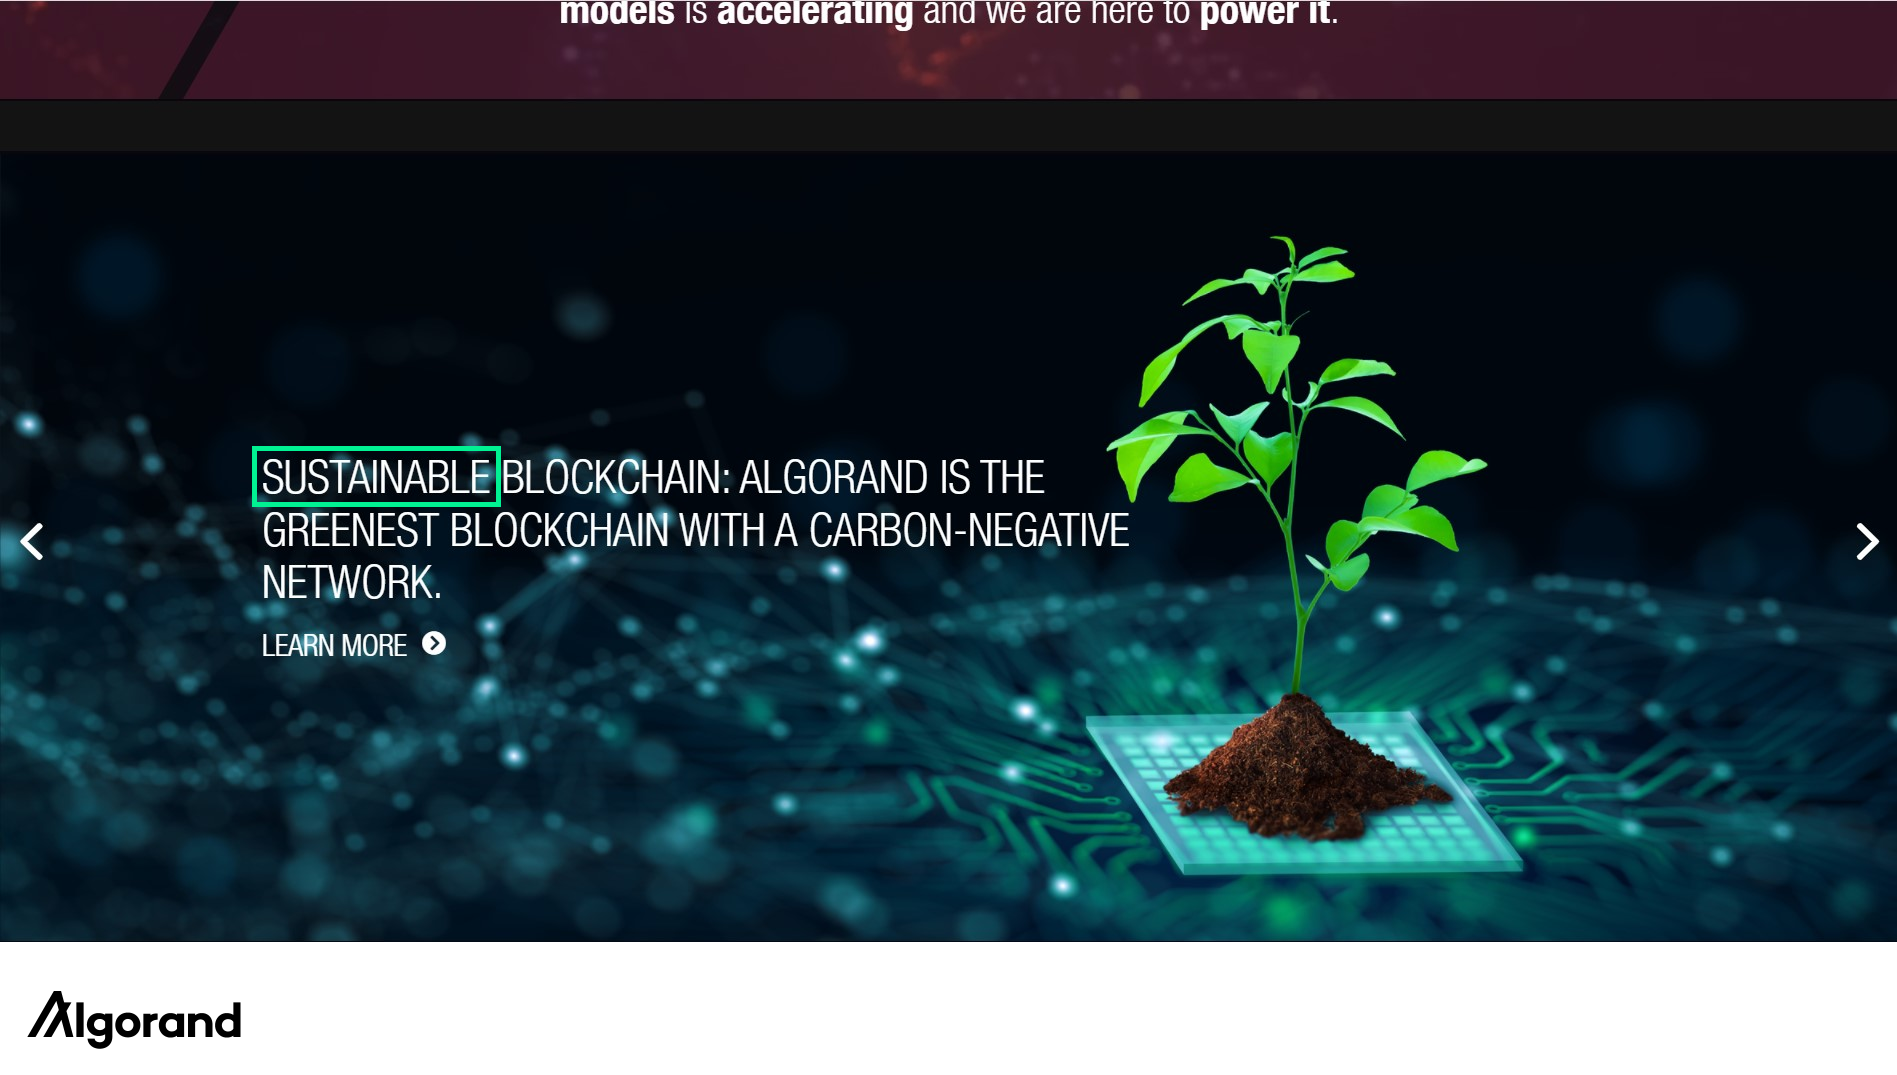 models is accelerating and we are here to power it.
SUSTAINABLE BLOCKCHAIN: ALGORAND IS THE
GREENEST BLOCKCHAIN WITH A CARBON-NEGATIVE
NETWORK.
LEARN MORE
Algorand